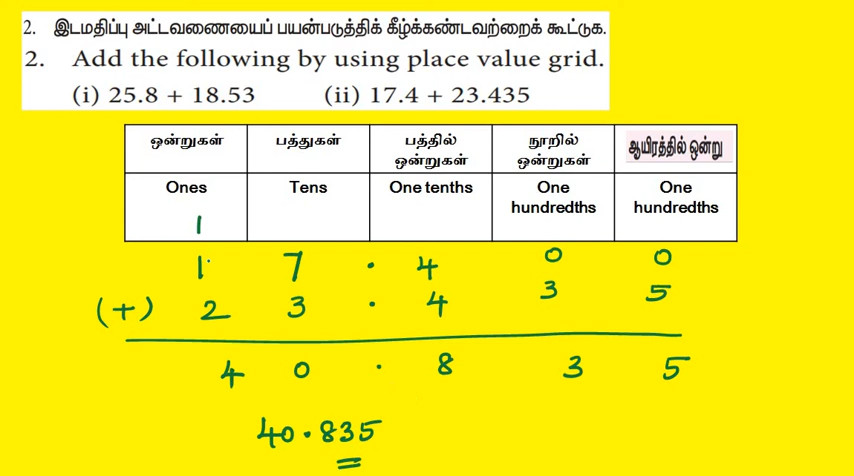 2. இடமதிப்பு அட்டவணையைப் பயன்படுத்திக் கீழ்க்கண்டவற்றைக் கூட்டுக.
2. Add the following by using place value grid.
(i) 25.8 + 18.53 (ii) 17.4 + 23.435
ஒன்றுகள் பத்துகள் பத்தில் ஒன்றுகள் நூறில் ஒன்றுகள் ஆயிரத்தில் ஒன்று
Ones Tens One tenths One hundredths One hundredths
1
1 7 . 4 0 0
(+) 2 3 . 4 3 5
4 0 . 8 3 5
40.835